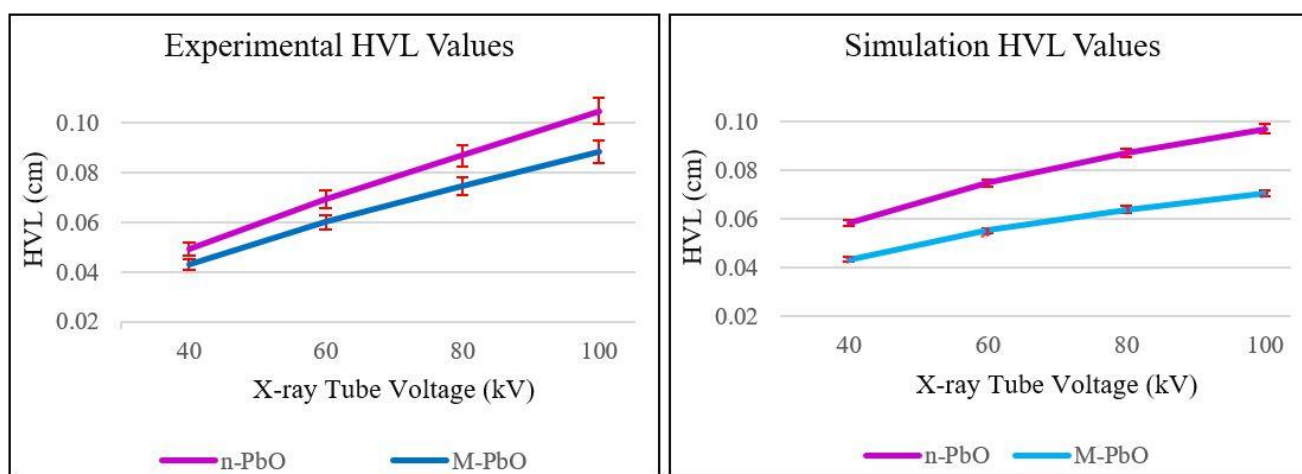 Experimental HVL Values
HVL (cm)
0.10
0.08
0.06
0.04
0.02
40 60 80 100
X-ray Tube Voltage (kV)
n-PbO M-PbO
Simulation HVL Values
HVL (cm)
0.10
0.08
0.06
0.04
0.02
40 60 80 100
X-ray Tube Voltage (kV)
n-PbO M-PbO